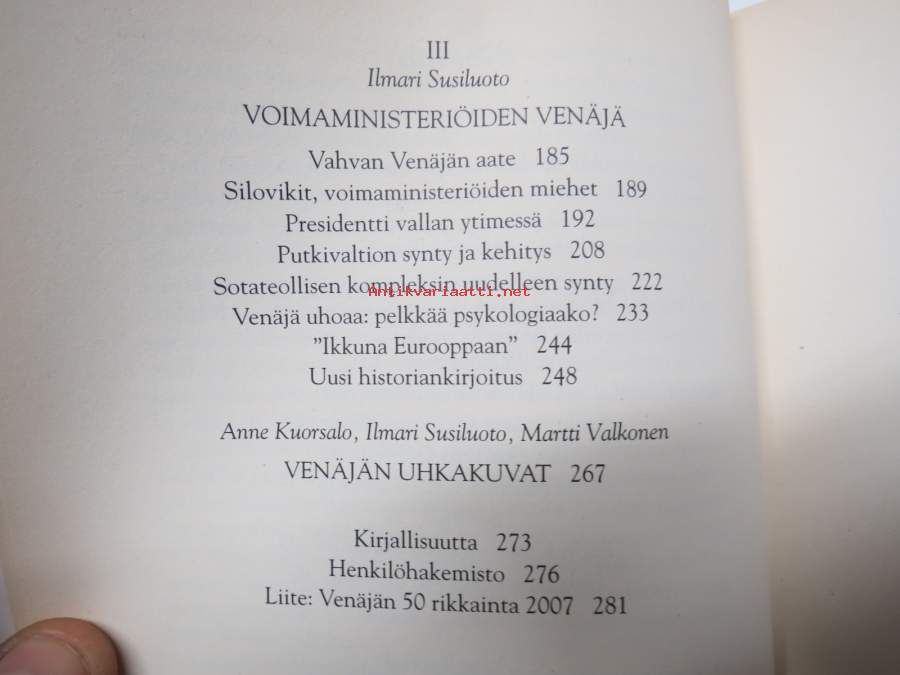 III
Ilmari Susiluoto
VOIMAMINISTERIÖIDEN VENÄJÄ
Vahvan Venäjän aate 185
Silovikit, voimaministeriöiden miehet 189
Presidentti vallan ytimessä 192
Putkivaltion synty ja kehitys 208
Sotateollisen kompleksin uudelleen synty 222
Antikvariaatti.net
Venäjä uhoaa: pelkkää psykologiaako? 233
”Ikkuna Eurooppaan” 244
Uusi historiankirjoitus 248
Anne Kuorsalo, Ilmari Susiluoto, Martti Valkonen
VENÄJÄN UHKAKUVAT 267
Kirjallisuutta 273
Henkilöhakemisto 276
Liite: Venäjän 50 rikkainta 2007 281